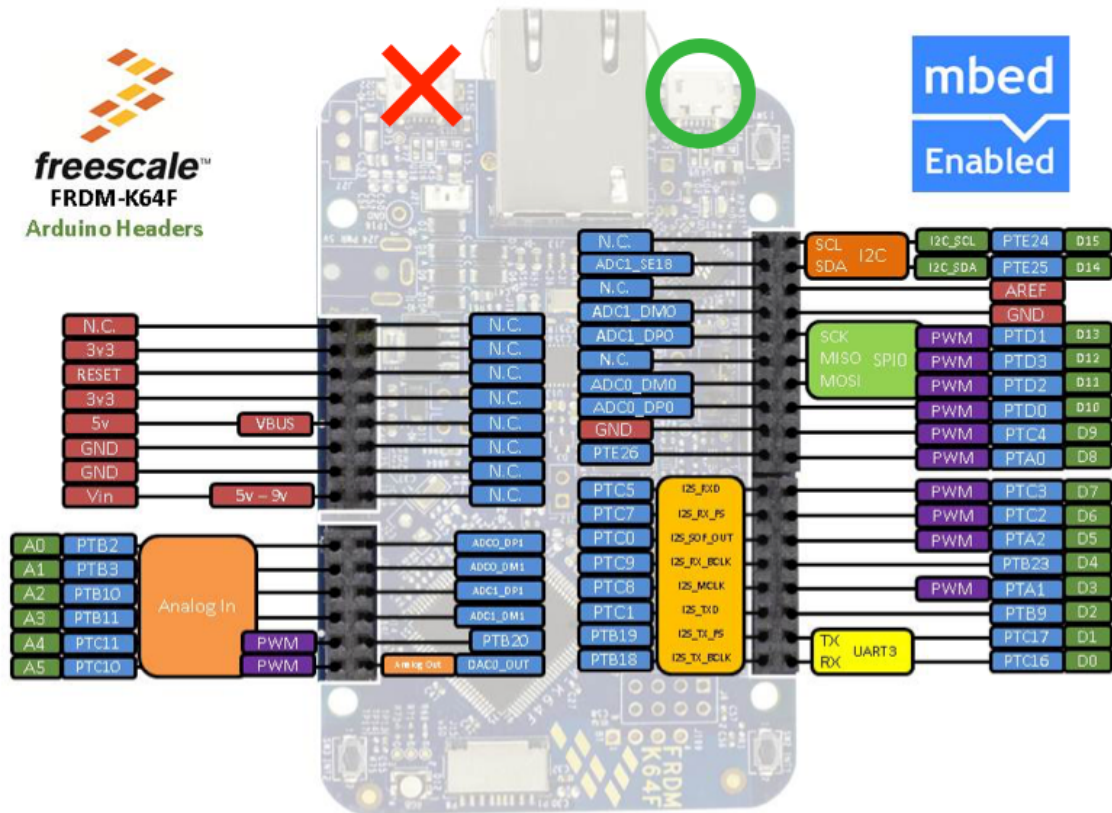 freescale™
FRDM-K64F
Arduino Headers
mbed
Enabled
N.C.
3v3
RESET
3v3
5v VBUS
GND
GND
Vin 5v – 9v
N.C.
N.C.
N.C.
N.C.
N.C.
N.C.
N.C.
N.C.
A0 PTB2
A1 PTB3
A2 PTB10
A3 PTB11
A4 PTC11 PWM
A5 PTC10 PWM
Analog In
ADC0_DP1
ADC0_DM1
ADC1_DP1
ADC1_DM1
PTB20
Analog Out DAC0_OUT
N.C.
ADC1_SE18
N.C.
ADC1_DM0
ADC1_DP0
N.C.
ADC0_DM0
ADC0_DP0
GND
PTE26
SCL
SDA
I2C
I2C_SCL PTE24 D15
I2C_SDA PTE25 D14
AREF
GND
SCK
MISO
MOSI
SPI0
PWM PTD1 D13
PWM PTD3 D12
PWM PTD2 D11
PWM PTD0 D10
PWM PTC4 D9
PWM PTA0 D8
PTC5 I2S_RXD
PTC7 I2S_RX_FS
PTC0 I2S_SOF_OUT
PTC9 I2S_RX_BCLK
PTC8 I2S_MCLK
PTC1 I2S_TXD
PTB19 I2S_TX_FS
PTB18 I2S_TX_BCLK
PWM PTC3 D7
PWM PTC2 D6
PWM PTA2 D5
PTB23 D4
PWM PTA1 D3
PTB9 D2
TX
RX
UART3
PTC17 D1
PTC16 D0
FRDM
K64F